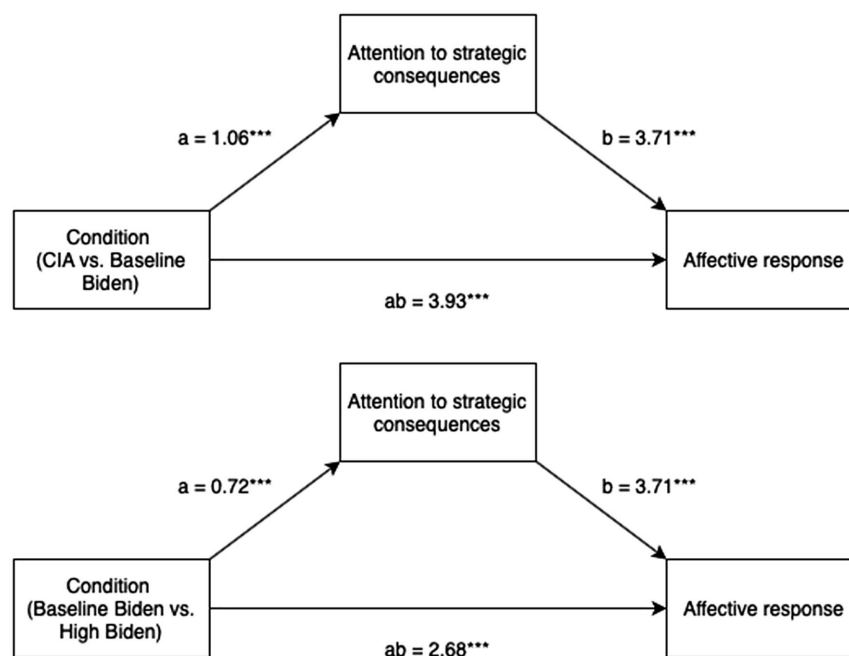 Attention to strategic
consequences
a = 1.06***
b = 3.71***
Condition
(CIA vs. Baseline
Biden)
Affective response
ab = 3.93***
Attention to strategic
consequences
a = 0.72***
b = 3.71***
Condition
(Baseline Biden vs.
High Biden)
Affective response
ab = 2.68***